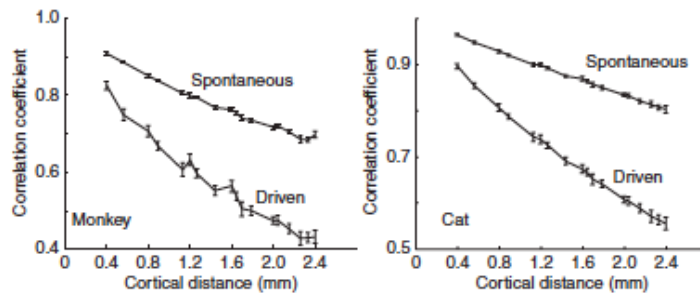 Correlation coefficient
1.0
0.8
0.6
0.4
Spontaneous
Driven
Monkey
0 0.4 0.8 1.2 1.6 2.0 2.4
Cortical distance (mm)
Correlation coefficient
0.9
0.7
0.5
Spontaneous
Driven
Cat
0 0.4 0.8 1.2 1.6 2.0 2.4
Cortical distance (mm)